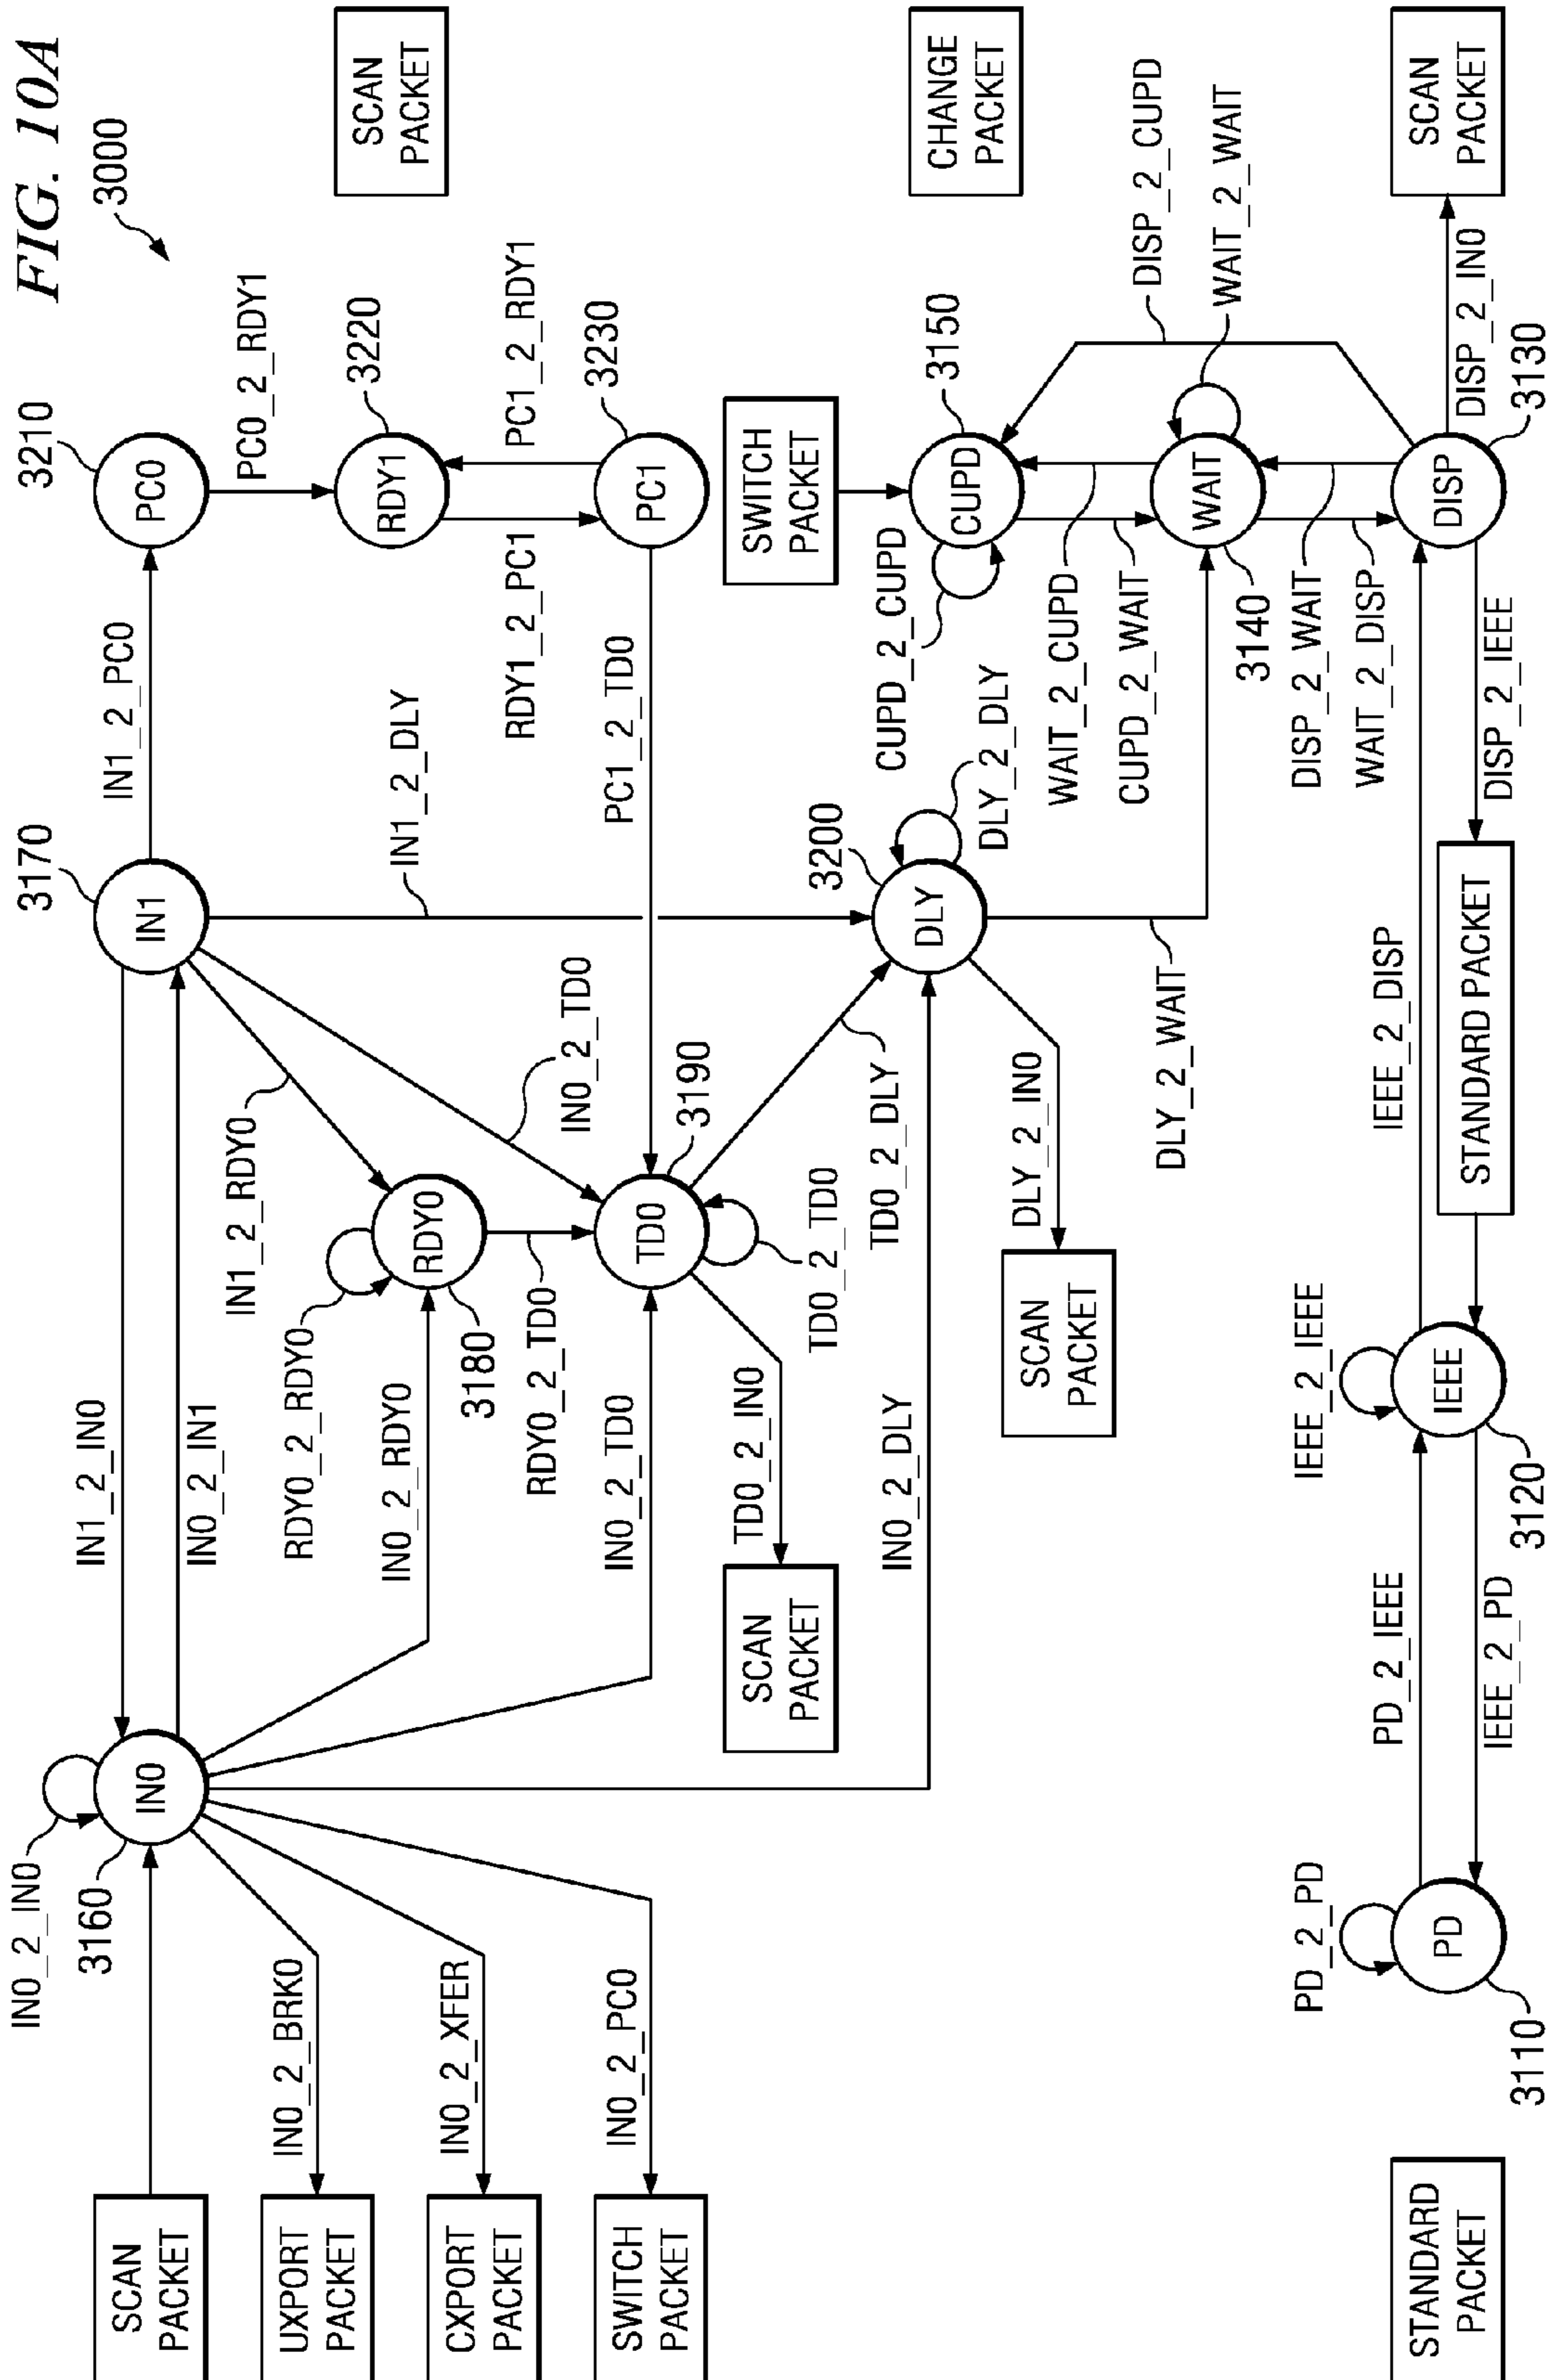 FIG. 10A
3000
SCAN
PACKET
UXPORT
PACKET
CXPORT
PACKET
SWITCH
PACKET
IN0_2_IN0
3160
IN0
IN1_2_IN0
IN0_2_IN1
3170
IN1
IN1_2_PC0
3210
PC0
PC0_2_RDY1
3220
RDY1
RDY1_2_PC1
PC1_2_RDY1
3230
PC1
PC1_2_TD0
SCAN
PACKET
IN0_2_BRK0
IN0_2_XFER
IN0_2_PC0
IN1_2_RDY0
RDY0_2_RDY0
IN0_2_RDY0
RDY0
3180
RDY0_2_TD0
IN0_2_TD0
IN1_2_DLY
IN0_2_TD0
TD0
3190
TD0_2_IN0
TD0_2_TD0
TD0_2_DLY
SCAN
PACKET
IN0_2_DLY
3200
DLY
DLY_2_DLY
DLY_2_IN0
SCAN
PACKET
DLY_2_WAIT
SWITCH
PACKET
CHANGE
PACKET
CUPD_2_CUPD
CUPD
3150
WAIT_2_CUPD
CUPD_2_WAIT
DISP_2_CUPD
WAIT_2_WAIT
WAIT
3140
DISP_2_WAIT
WAIT_2_DISP
SCAN
PACKET
DISP_2_IN0
DISP
3130
DISP_2_IEEE
IEEE_2_DISP
STANDARD PACKET
IEEE_2_IEEE
IEEE
3120
PD_2_IEEE
IEEE_2_PD
PD_2_PD
PD
3110
STANDARD
PACKET